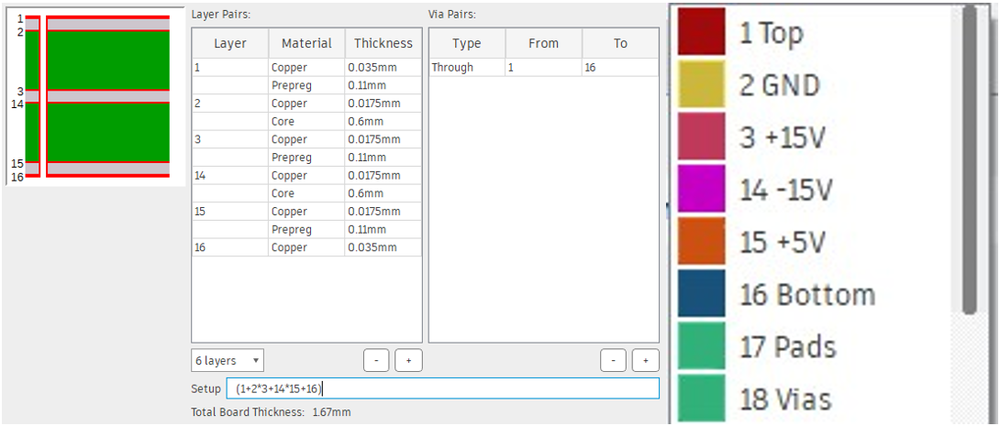 1
2
3
14
15
16
Layer Pairs:
Layer Material Thickness
1 Copper 0.035mm
Prepreg 0.11mm
2 Copper 0.0175mm
Core 0.6mm
3 Copper 0.0175mm
Prepreg 0.11mm
14 Copper 0.0175mm
Core 0.6mm
15 Copper 0.0175mm
Prepreg 0.11mm
16 Copper 0.035mm
6 layers
-
+
Via Pairs:
Type From To
Through 1 16
-
+
Setup (1+2*3+14*15+16)
Total Board Thickness: 1.67mm
1 Top
2 GND
3 +15V
14 -15V
15 +5V
16 Bottom
17 Pads
18 Vias